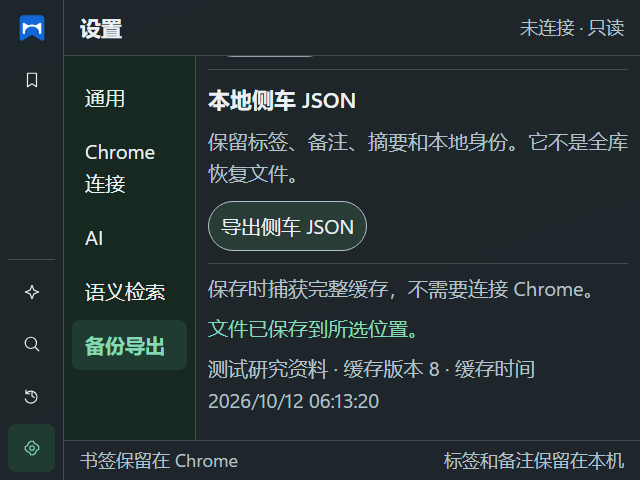 设置
未连接 · 只读
通用
Chrome
连接
AI
语义检索
备份导出
本地侧车 JSON
保留标签、备注、摘要和本地身份。它不是全库
恢复文件。
导出侧车 JSON
保存时捕获完整缓存，不需要连接 Chrome。
文件已保存到所选位置。
测试研究资料 · 缓存版本 8 · 缓存时间
2026/10/12 06:13:20
书签保留在 Chrome
标签和备注保留在本机